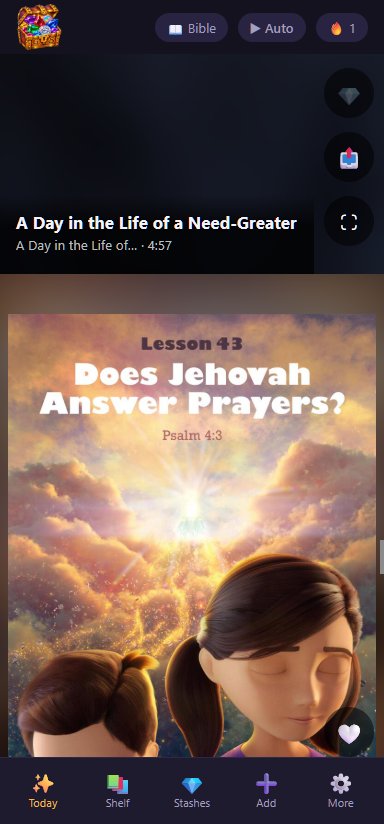 Bible
Auto
1
A Day in the Life of a Need-Greater
A Day in the Life of... · 4:57
Lesson 43
Does Jehovah
Answer Prayers?
Psalm 4:3
Today
Shelf
Stashes
Add
More